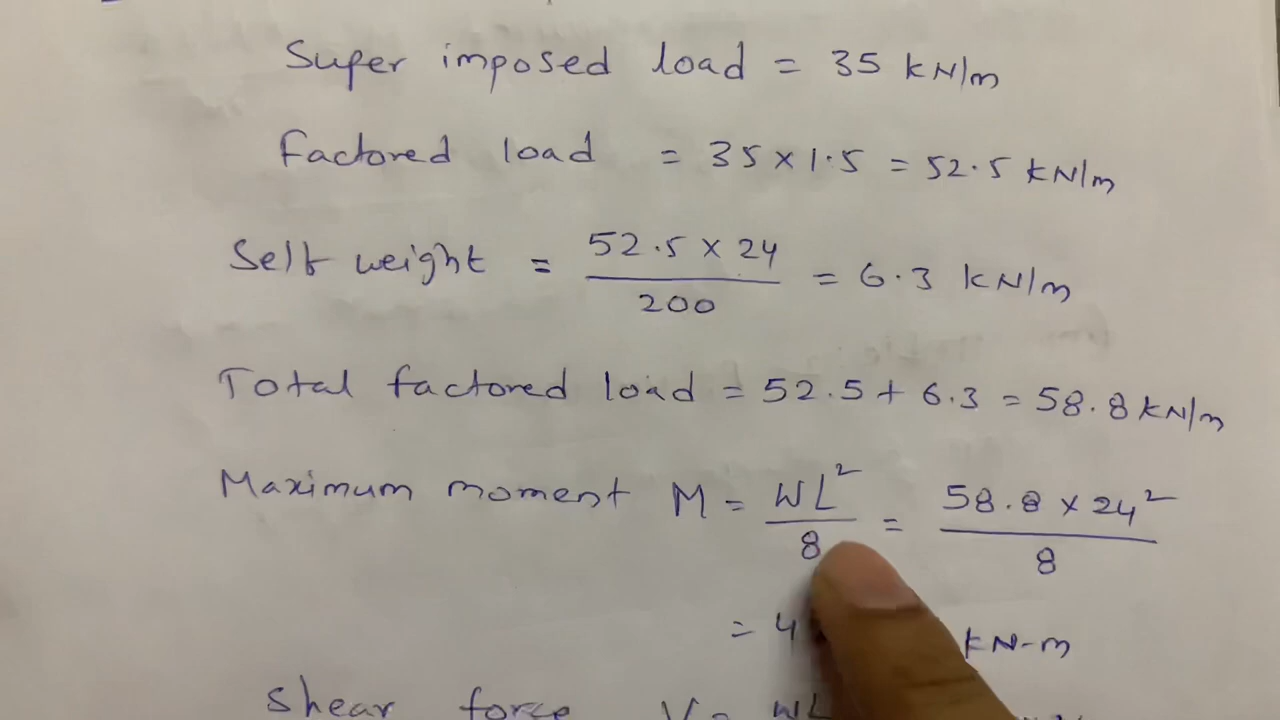 Super imposed load = 35 kN/m
Factored load = 35 × 1.5 = 52.5 kN/m
Self weight = 52.5 × 24 / 200 = 6.3 kN/m
Total factored load = 52.5 + 6.3 = 58.8 kN/m
Maximum moment M = WL² / 8 = 58.8 × 24² / 8
= 4 kN-m
Shear force V = WL